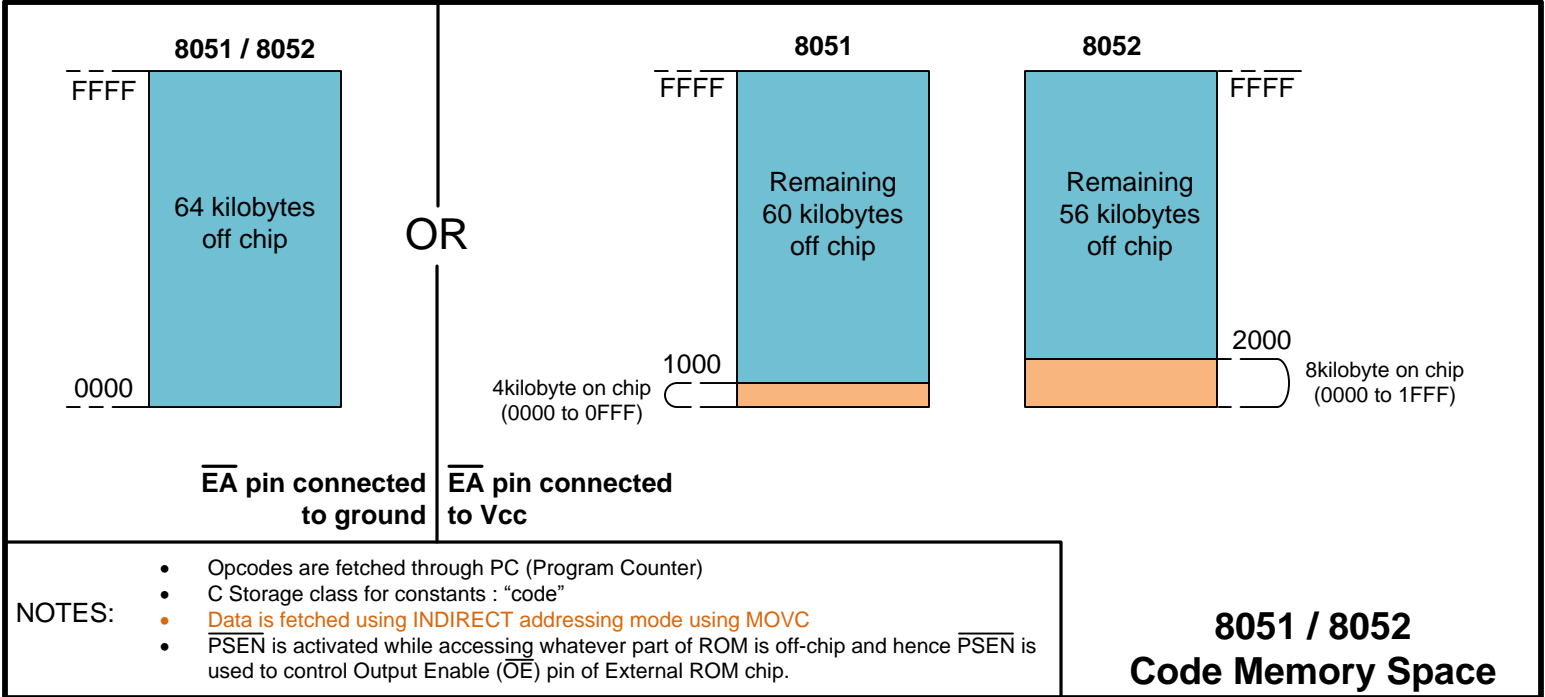 8051 / 8052
FFFF
64 kilobytes
off chip
0000
EA pin connected
to ground
OR
8051
FFFF
Remaining
60 kilobytes
off chip
1000
4kilobyte on chip
(0000 to 0FFF)
8052
FFFF
Remaining
56 kilobytes
off chip
2000
8kilobyte on chip
(0000 to 1FFF)
EA pin connected
to Vcc
NOTES:
• Opcodes are fetched through PC (Program Counter)
• C Storage class for constants : “code”
• Data is fetched using INDIRECT addressing mode using MOVC
• PSEN is activated while accessing whatever part of ROM is off-chip and hence PSEN is
used to control Output Enable (OE) pin of External ROM chip.
8051 / 8052
Code Memory Space